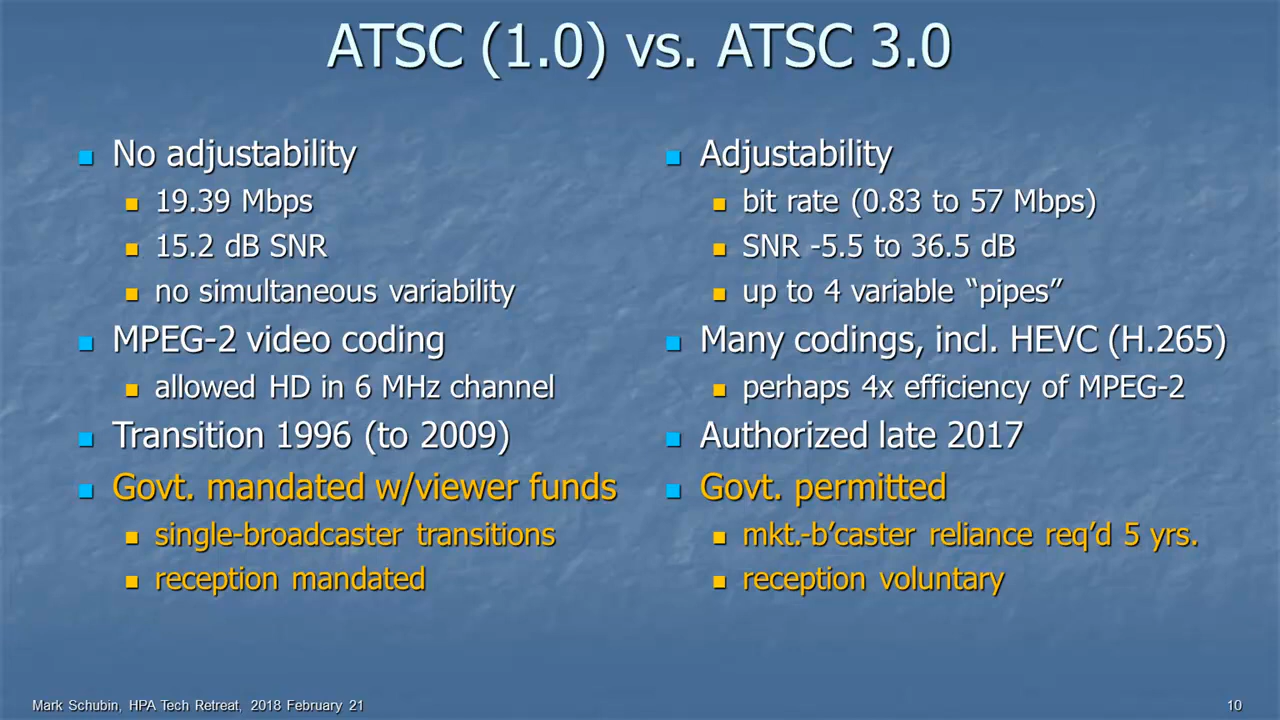 ATSC (1.0) vs. ATSC 3.0
No adjustability
19.39 Mbps
15.2 dB SNR
no simultaneous variability
MPEG-2 video coding
allowed HD in 6 MHz channel
Transition 1996 (to 2009)
Govt. mandated w/viewer funds
single-broadcaster transitions
reception mandated
Adjustability
bit rate (0.83 to 57 Mbps)
SNR -5.5 to 36.5 dB
up to 4 variable “pipes”
Many codings, incl. HEVC (H.265)
perhaps 4x efficiency of MPEG-2
Authorized late 2017
Govt. permitted
mkt.-b’caster reliance req’d 5 yrs.
reception voluntary
Mark Schubin, HPA Tech Retreat, 2018 February 21
10